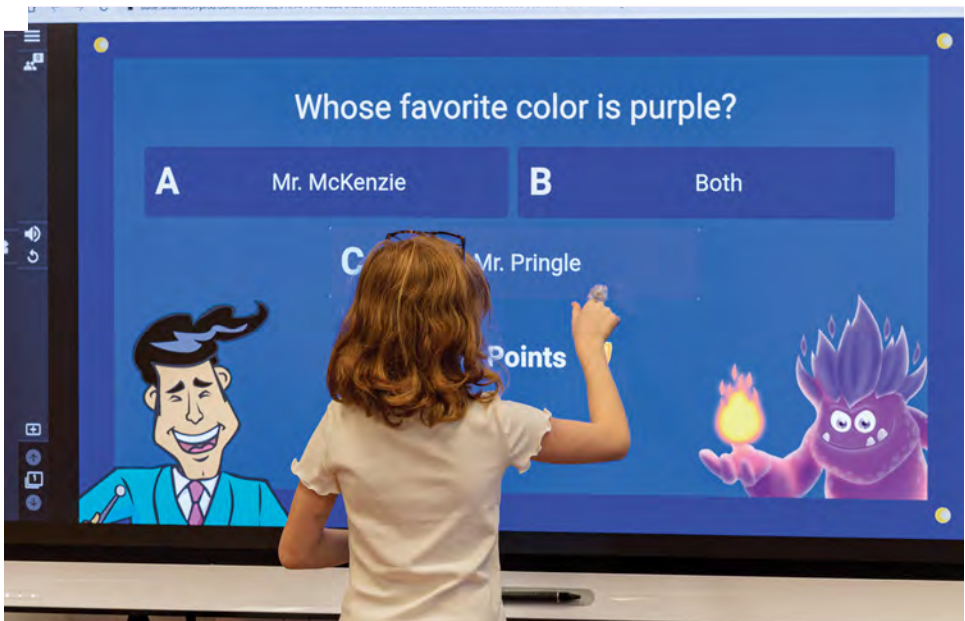 Whose favorite color is purple?
A Mr. McKenzie
B Both
C Mr. Pringle
Points